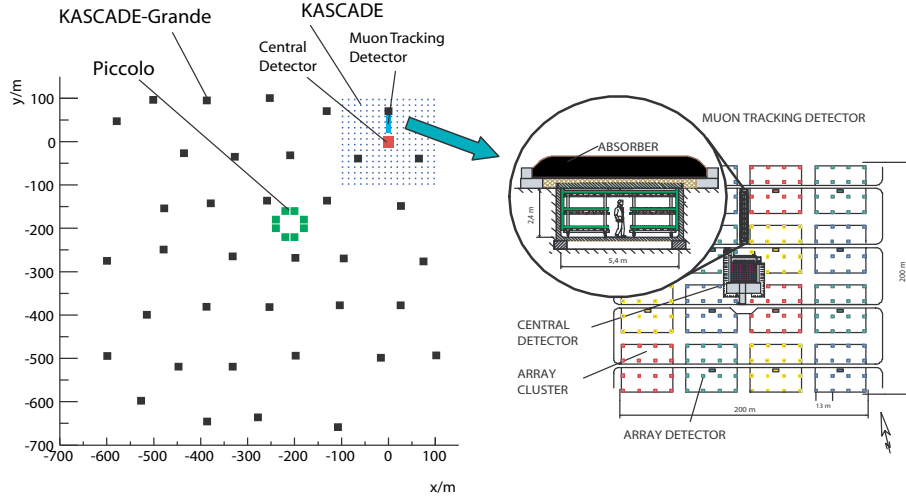 KASCADE-Grande
KASCADE
Central
Detector
Muon Tracking
Detector
Piccolo
y/m
100
0
-100
-200
-300
-400
-500
-600
-700
-700
-600
-500
-400
-300
-200
-100
0
100
x/m
MUON TRACKING DETECTOR
ABSORBER
2,4 m
5,4 m
200 m
CENTRAL
DETECTOR
ARRAY
CLUSTER
200 m
13 m
ARRAY DETECTOR
N